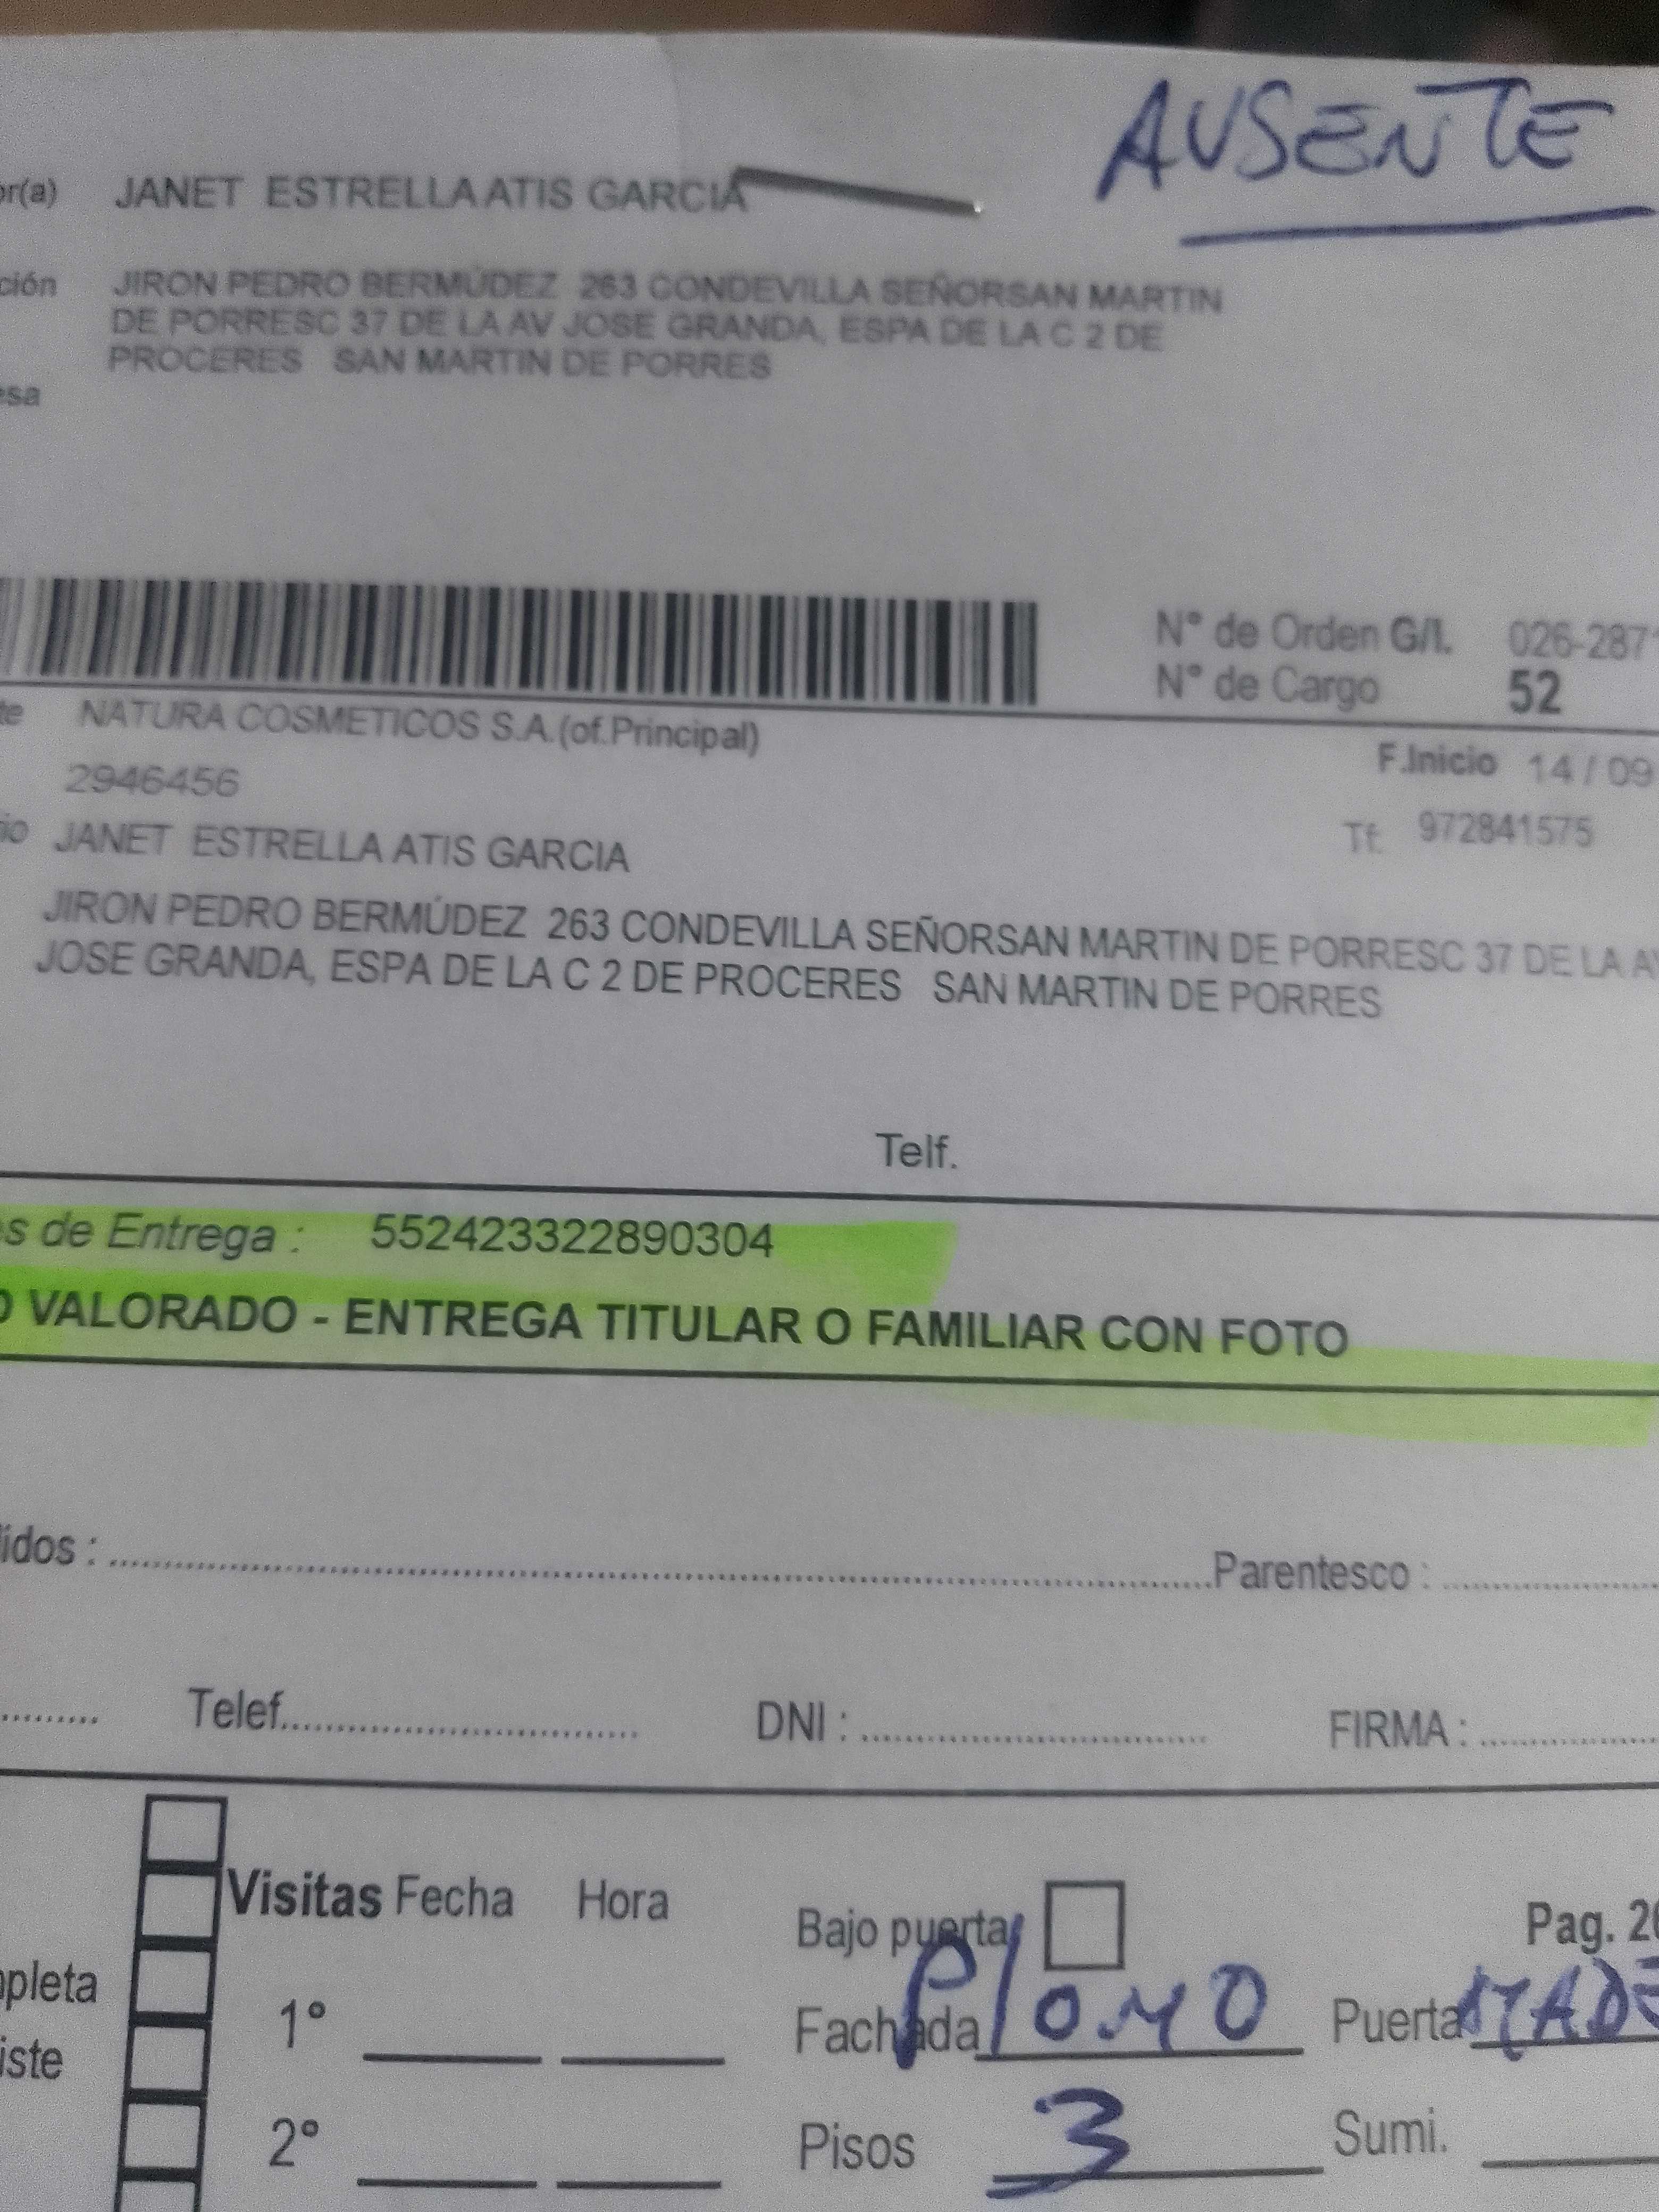 AUSENTE
or(a) JANET ESTRELLA ATIS GARCIA
ción JIRON PEDRO BERMÚDEZ 263 CONDEVILLA SEÑORSAN MARTIN
DE PORRESC 37 DE LA AV JOSE GRANDA, ESPA DE LA C 2 DE
PROCERES SAN MARTIN DE PORRES
esa
N° de Orden G/I. 026-287
N° de Cargo 52
te NATURA COSMETICOS S.A.(of.Principal)
F.Inicio 14 / 09
2946456
Tf: 972841575
io JANET ESTRELLA ATIS GARCIA
JIRON PEDRO BERMÚDEZ 263 CONDEVILLA SEÑORSAN MARTIN DE PORRESC 37 DE LA AV
JOSE GRANDA, ESPA DE LA C 2 DE PROCERES SAN MARTIN DE PORRES
Telf.
s de Entrega : 552423322890304
O VALORADO - ENTREGA TITULAR O FAMILIAR CON FOTO
lidos : Parentesco :
Telef. DNI : FIRMA :
Visitas Fecha Hora Bajo puerta Pag. 20
mpleta
1° Fachada PlOMO Puerta MADE
iste
2° Pisos 3 Sumi.